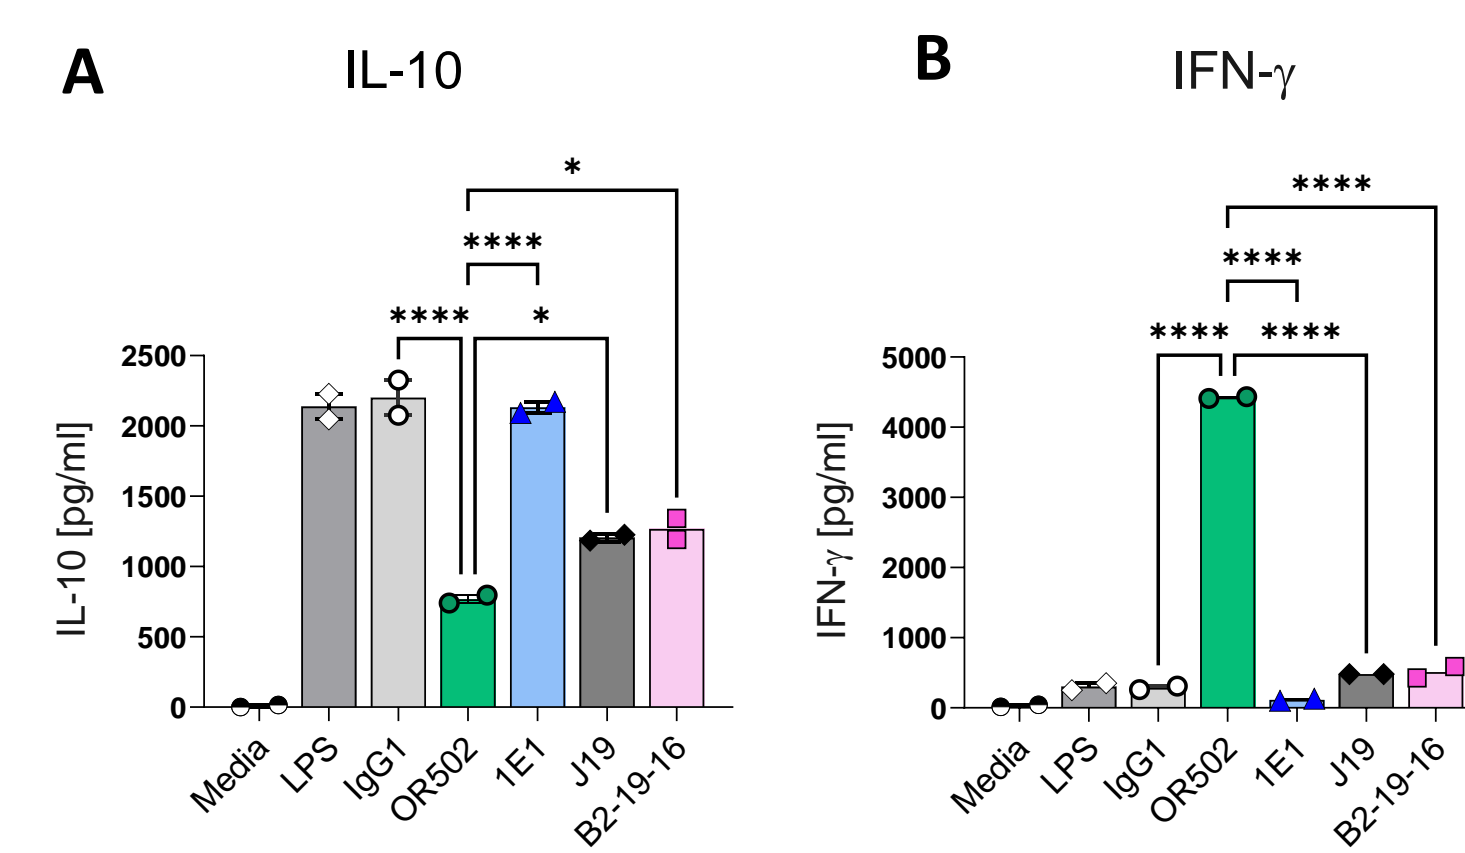 A
IL-10
*
****
****
*
2500
2000
1500
1000
500
0
IL-10 [pg/ml]
Media
LPS
IgG1
OR502
1E1
J19
B2-19-16
B
IFN-γ
****
****
****
****
5000
4000
3000
2000
1000
0
IFN-γ [pg/ml]
Media
LPS
IgG1
OR502
1E1
J19
B2-19-16